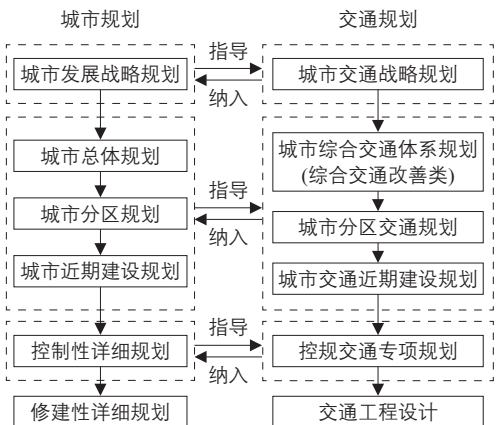 城市规划
交通规划
城市发展战略规划
指导
纳入
城市交通战略规划
城市总体规划
城市分区规划
城市近期建设规划
指导
纳入
城市综合交通体系规划
(综合交通改善类)
城市分区交通规划
城市交通近期建设规划
控制性详细规划
指导
纳入
控规交通专项规划
修建性详细规划
交通工程设计